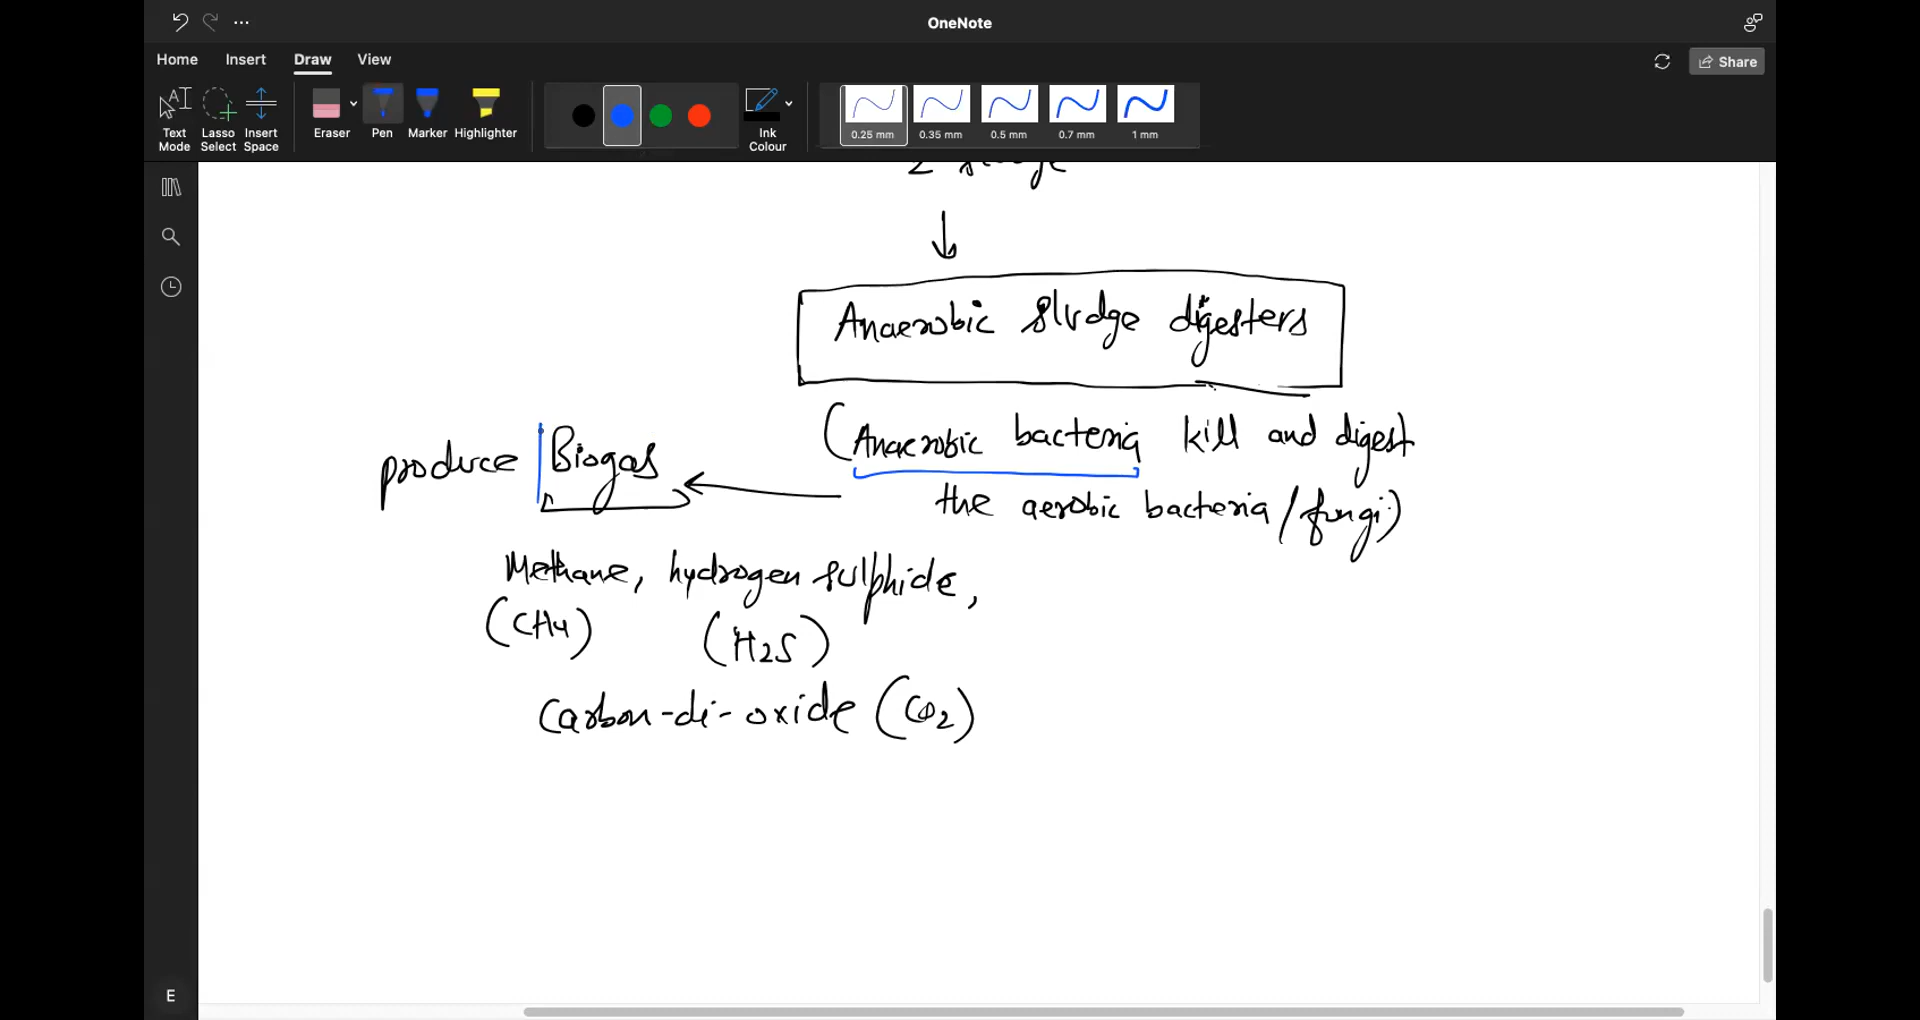 OneNote
Home Insert Draw View
Share
Text Mode
Lasso Select
Insert Space
Eraser
Pen
Marker
Highlighter
Ink Colour
0.25 mm
0.35 mm
0.5 mm
0.7 mm
1 mm
Anaerobic sludge digesters
(Anaerobic bacteria kill and digest
the aerobic bacteria/fungi)
produce Biogas
Methane, hydrogen sulphide,
(CH4) (H2S)
Carbon-di-oxide (CO2)
E